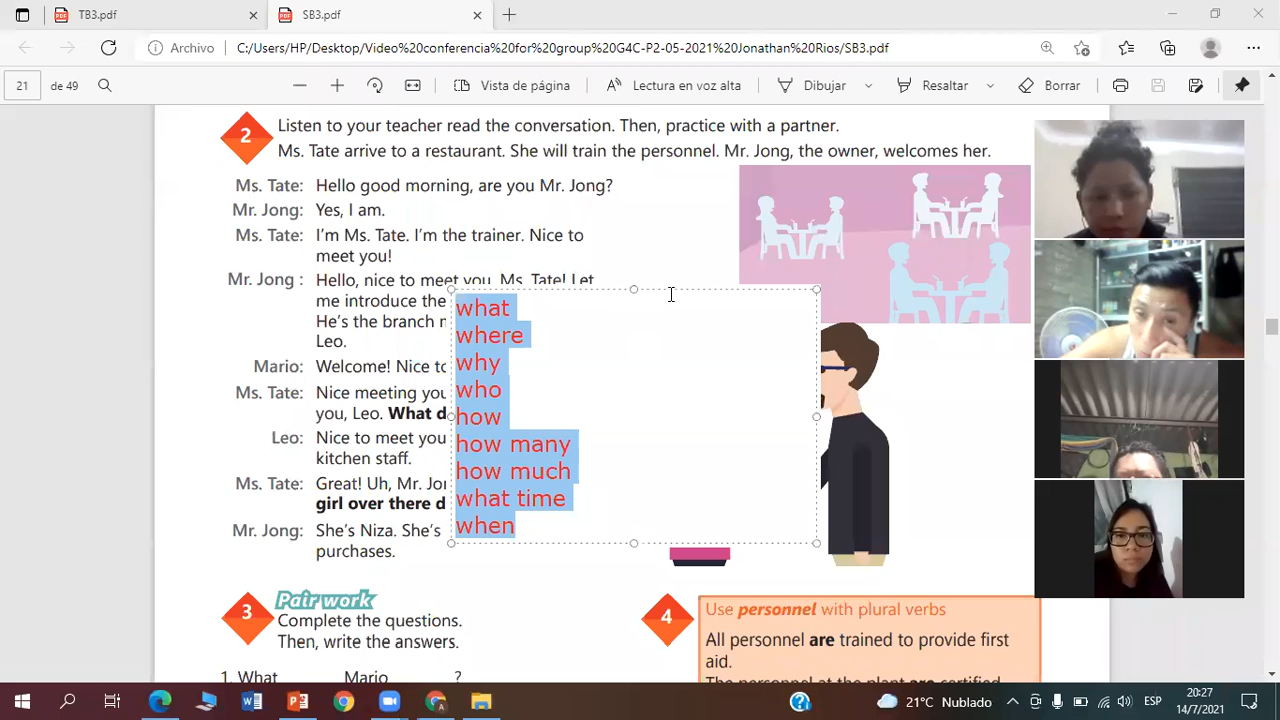 TB3.pdf
SB3.pdf
Archivo
C:/Users/HP/Desktop/Video%20conferencia%20for%20group%20G4C-P2-05-2021%20Jonathan%20Rios/SB3.pdf
21 de 49
Vista de página
Lectura en voz alta
Dibujar
Resaltar
Borrar
2
Listen to your teacher read the conversation. Then, practice with a partner.
Ms. Tate arrive to a restaurant. She will train the personnel. Mr. Jong, the owner, welcomes her.
Ms. Tate: Hello good morning, are you Mr. Jong?
Mr. Jong: Yes, I am.
Ms. Tate: I'm Ms. Tate. I'm the trainer. Nice to
meet you!
Mr. Jong : Hello, nice to meet you, Ms. Tate! Let
me introduce the
He's the branch
Leo.
Mario: Welcome! Nice to
Ms. Tate: Nice meeting you
you, Leo. What d
Leo: Nice to meet you
kitchen staff.
Ms. Tate: Great! Uh, Mr. Jon
girl over there d
Mr. Jong: She's Niza. She's
purchases.
what
where
why
who
how
how many
how much
what time
when
3
Pair work
Complete the questions.
Then, write the answers.
1. What Mario ?
4
Use personnel with plural verbs
All personnel are trained to provide first
aid.
The personnel at the plant are certified
21°C Nublado
ESP
20:27
14/7/2021